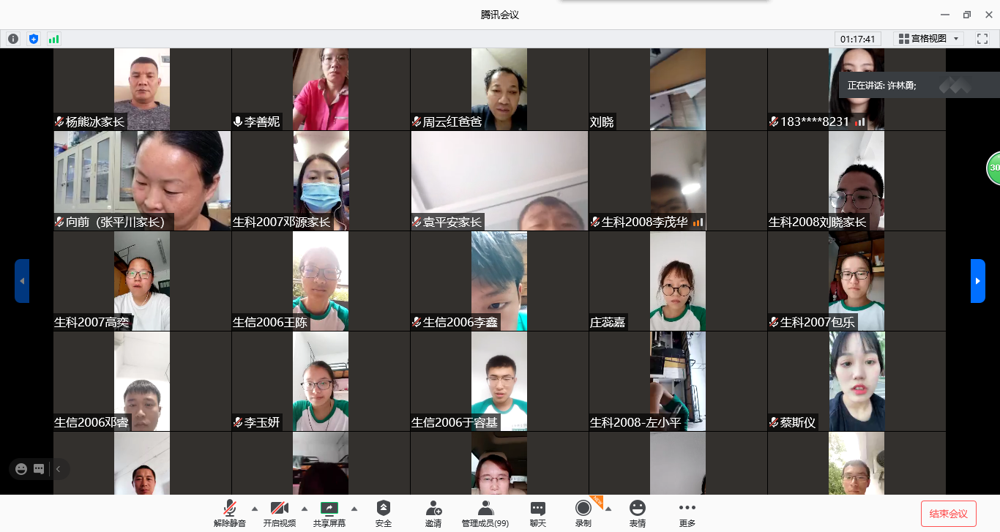 腾讯会议
01:17:41
宫格视图
正在讲话: 许林勇;
杨熊冰家长
李善妮
周云红爸爸
刘晓
183****8231
向前（张平川家长）
生科2007邓源家长
袁平安家长
生科2008李茂华
生科2008刘晓家长
30
生科2007高奕
生信2006王陈
生信2006李鑫
庄蕊嘉
生科2007包乐
生信2006邓睿
李玉妍
生信2006于容基
生科2008-左小平
蔡斯仪
NEW
解除静音
开启视频
共享屏幕
安全
邀请
管理成员(99)
聊天
录制
表情
更多
结束会议